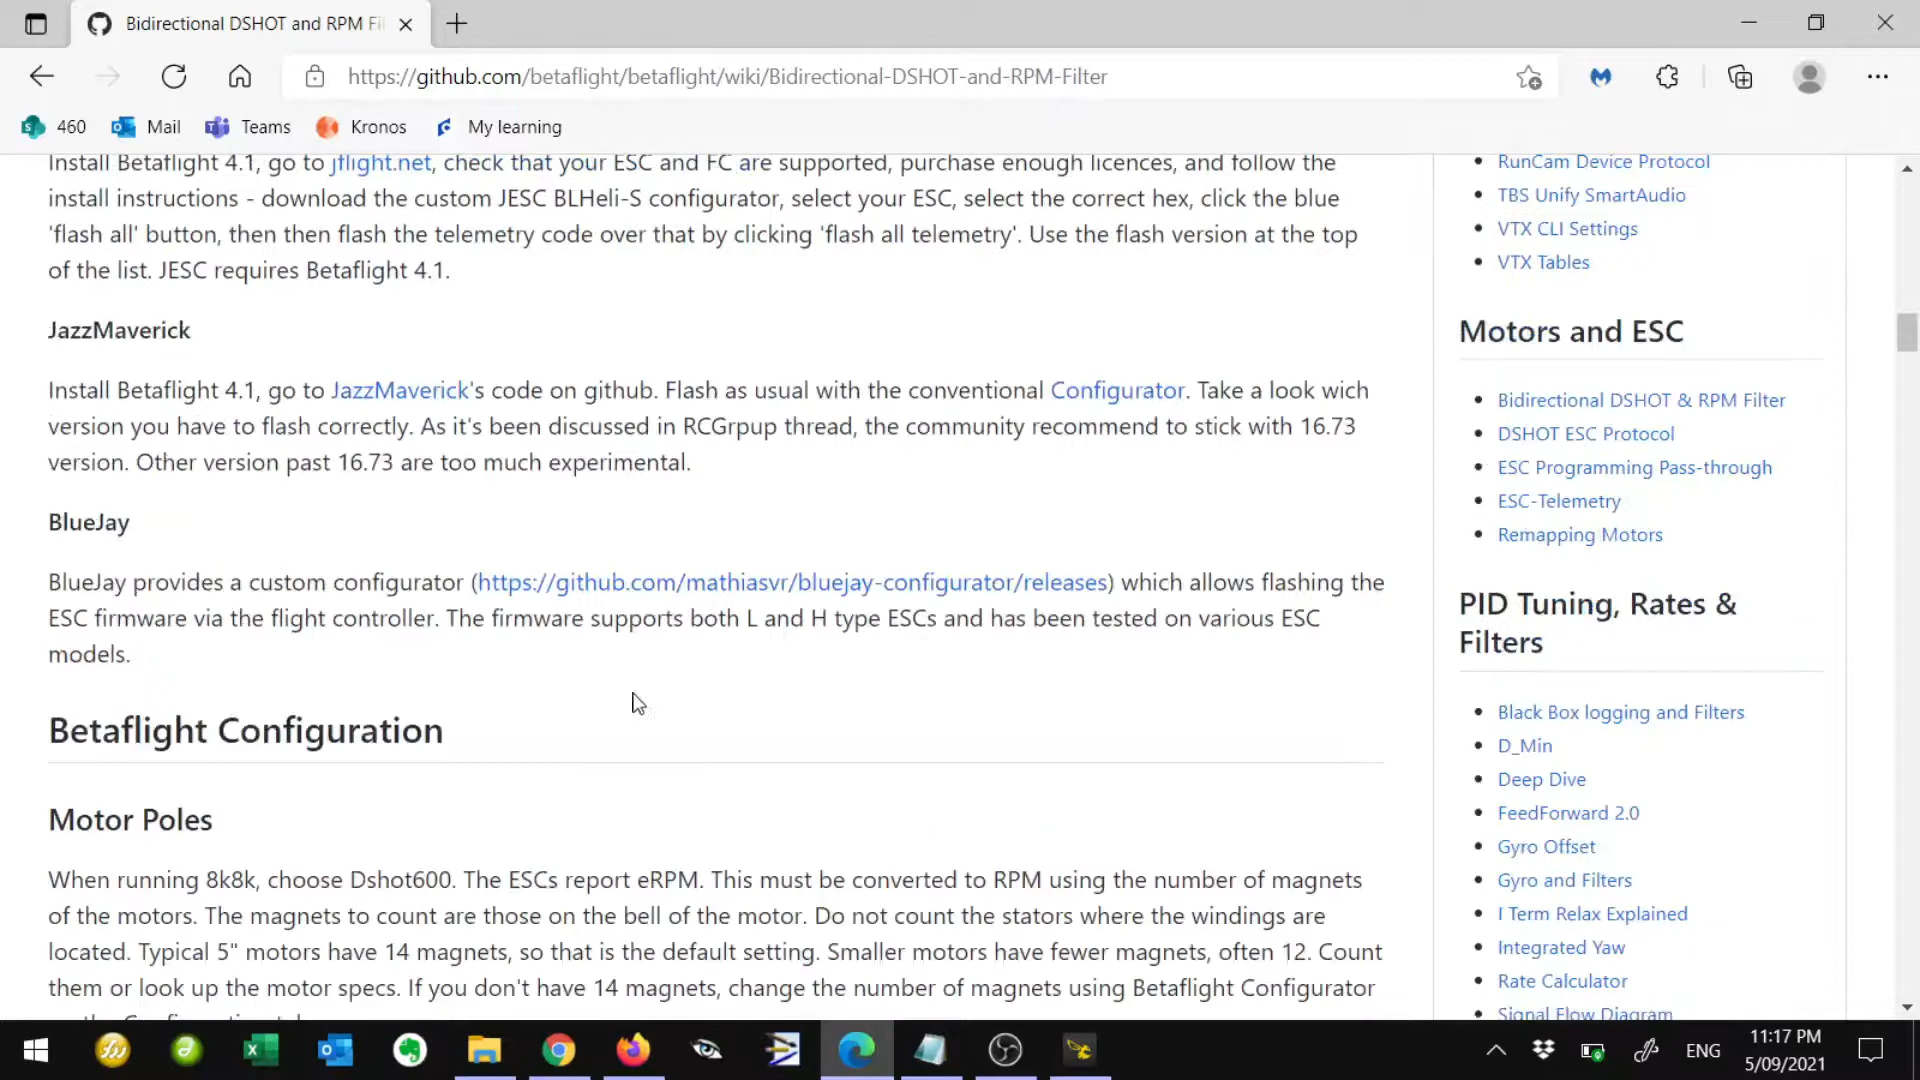 Bidirectional DSHOT and RPM Fi
https://github.com/betaflight/betaflight/wiki/Bidirectional-DSHOT-and-RPM-Filter
460 Mail Teams Kronos My learning
Install Betaflight 4.1, go to jflight.net, check that your ESC and FC are supported, purchase enough licences, and follow the
install instructions - download the custom JESC BLHeli-S configurator, select your ESC, select the correct hex, click the blue
'flash all' button, then then flash the telemetry code over that by clicking 'flash all telemetry'. Use the flash version at the top
of the list. JESC requires Betaflight 4.1.
JazzMaverick
Install Betaflight 4.1, go to JazzMaverick's code on github. Flash as usual with the conventional Configurator. Take a look wich
version you have to flash correctly. As it's been discussed in RCGrpup thread, the community recommend to stick with 16.73
version. Other version past 16.73 are too much experimental.
BlueJay
BlueJay provides a custom configurator (https://github.com/mathiasvr/bluejay-configurator/releases) which allows flashing the
ESC firmware via the flight controller. The firmware supports both L and H type ESCs and has been tested on various ESC
models.
Betaflight Configuration
Motor Poles
When running 8k8k, choose Dshot600. The ESCs report eRPM. This must be converted to RPM using the number of magnets
of the motors. The magnets to count are those on the bell of the motor. Do not count the stators where the windings are
located. Typical 5" motors have 14 magnets, so that is the default setting. Smaller motors have fewer magnets, often 12. Count
them or look up the motor specs. If you don't have 14 magnets, change the number of magnets using Betaflight Configurator
RunCam Device Protocol
TBS Unify SmartAudio
VTX CLI Settings
VTX Tables
Motors and ESC
Bidirectional DSHOT & RPM Filter
DSHOT ESC Protocol
ESC Programming Pass-through
ESC-Telemetry
Remapping Motors
PID Tuning, Rates &
Filters
Black Box logging and Filters
D_Min
Deep Dive
FeedForward 2.0
Gyro Offset
Gyro and Filters
I Term Relax Explained
Integrated Yaw
Rate Calculator
Signal Flow Diagram
ENG
11:17 PM
5/09/2021